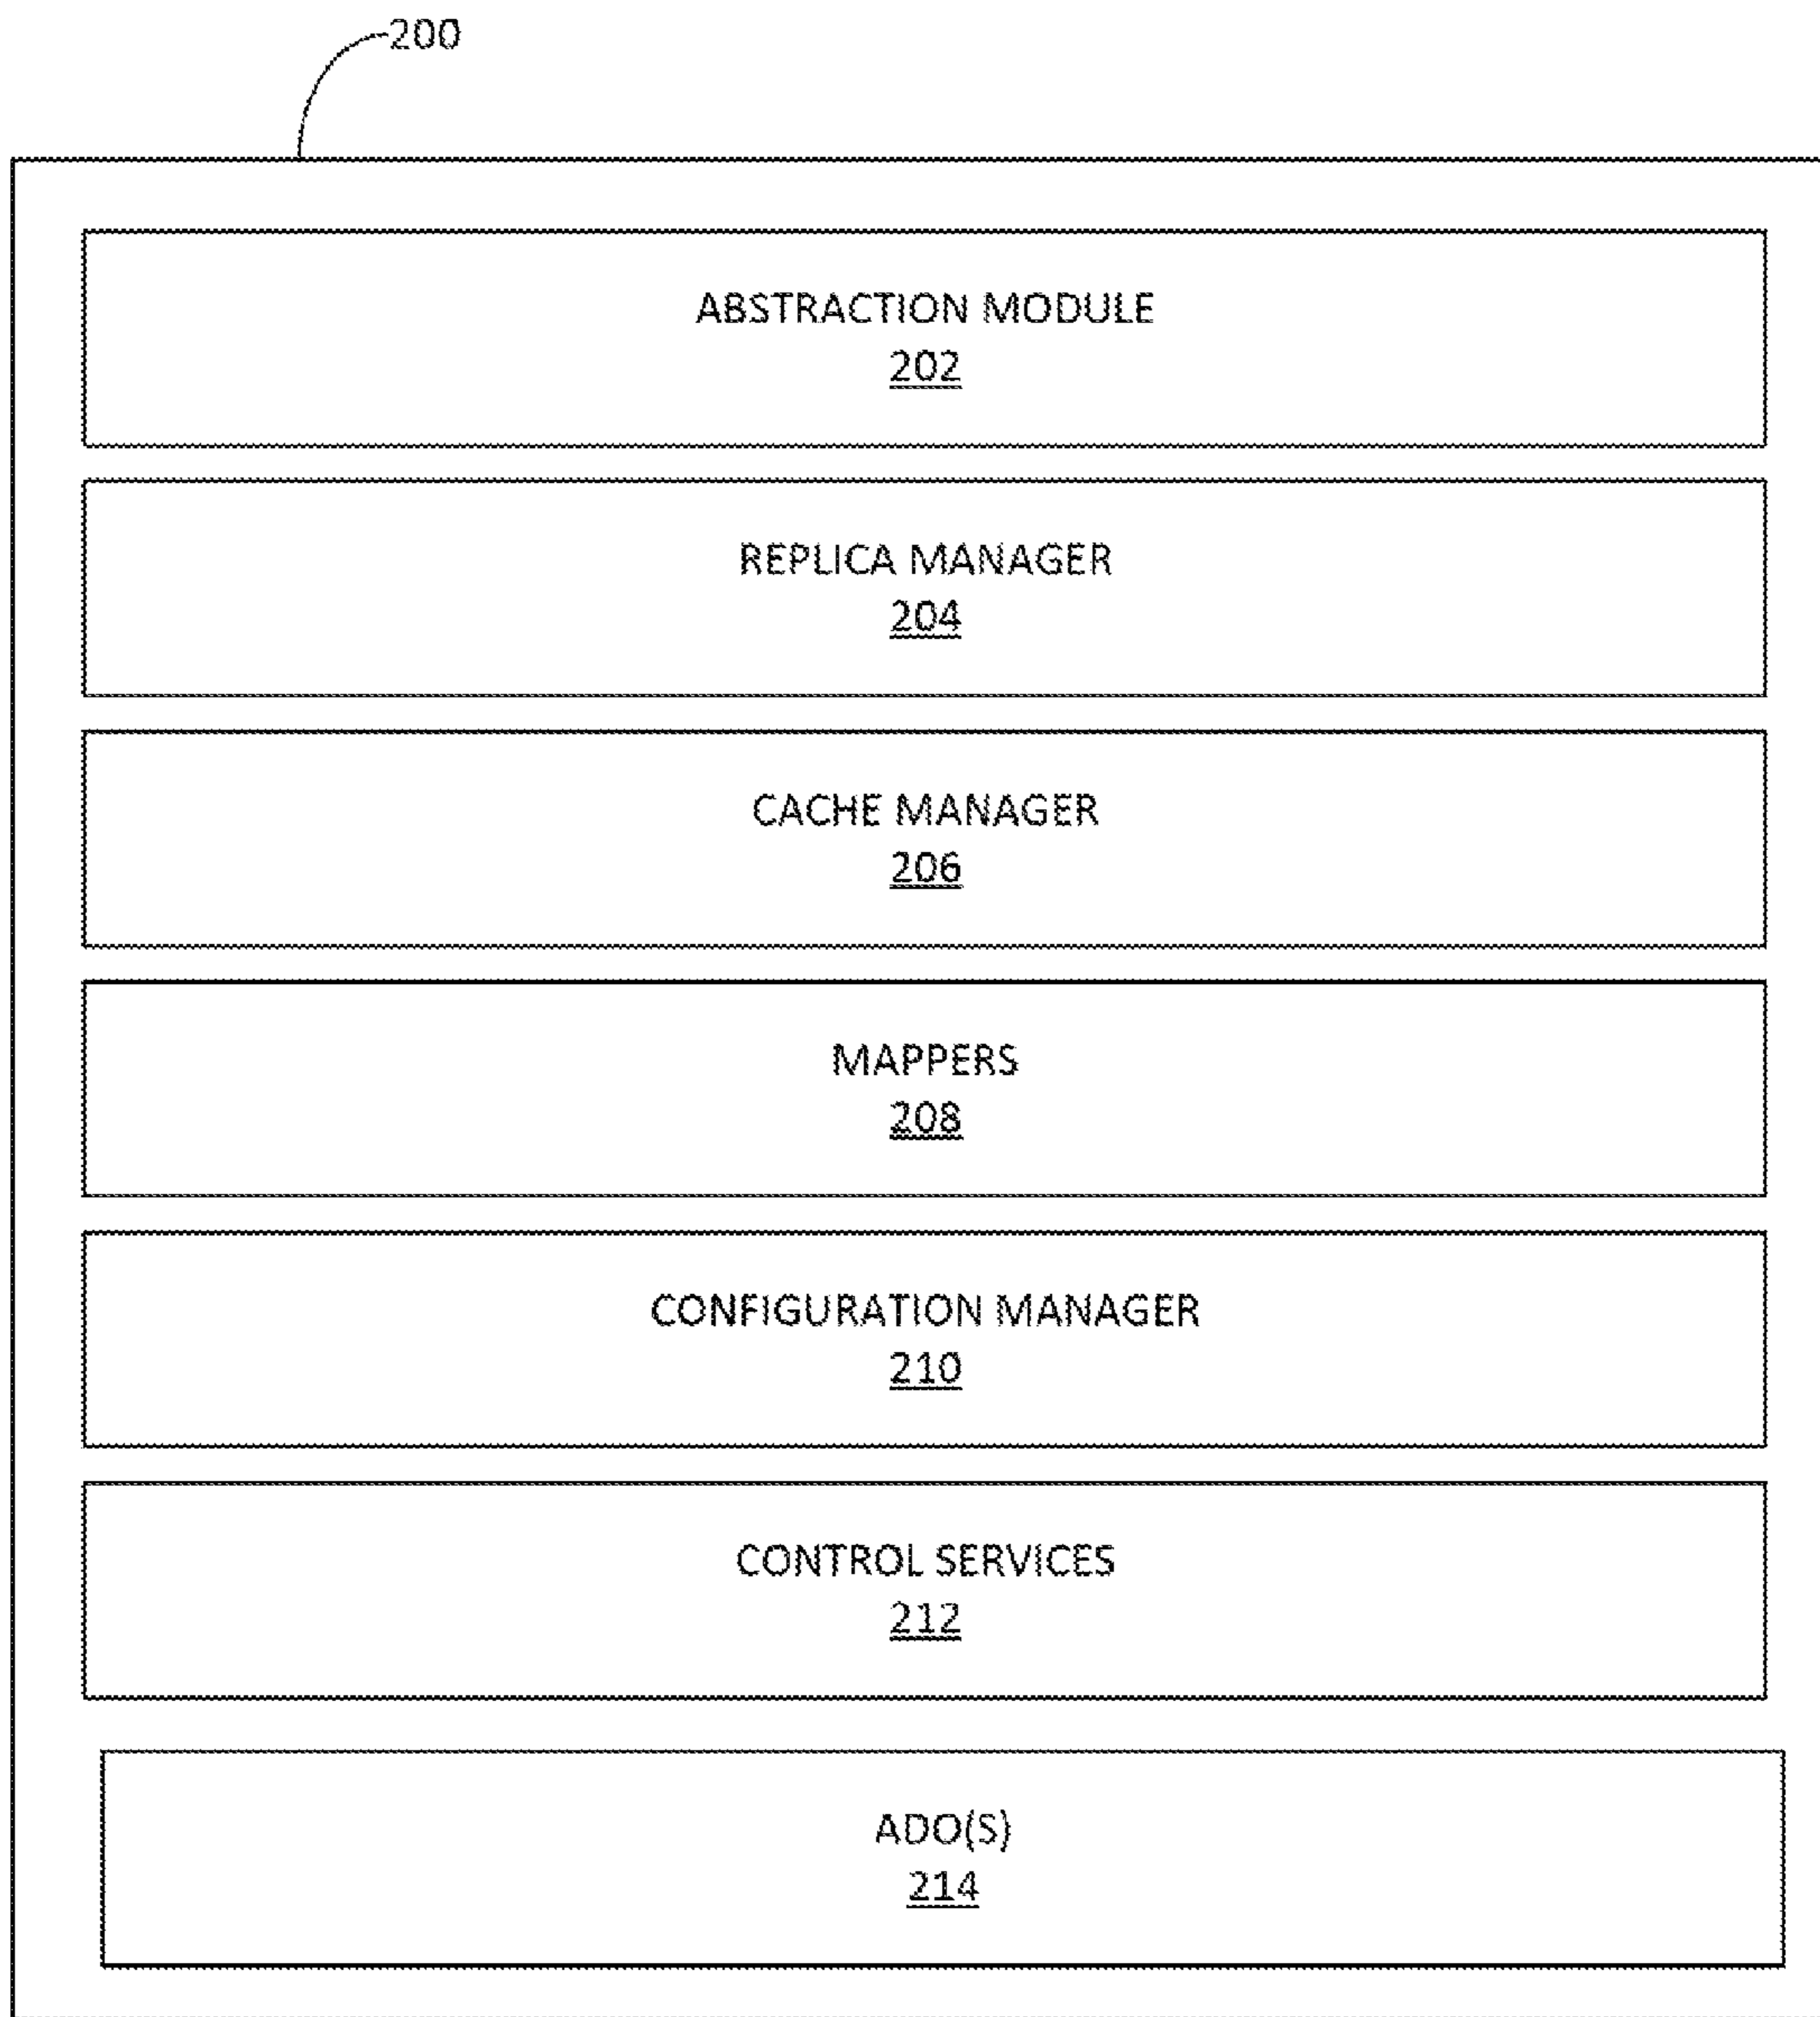 200
ABSTRACTION MODULE
202
REPLICA MANAGER
204
CACHE MANAGER
206
MAPPERS
208
CONFIGURATION MANAGER
210
CONTROL SERVICES
212
ADO(S)
214